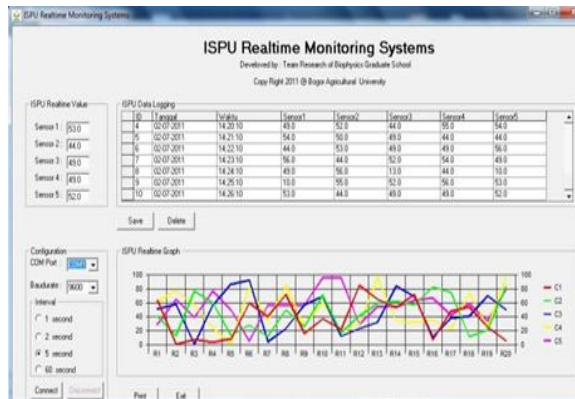 ISPU Realtime Monitoring Systems
ISPU Realtime Monitoring Systems
Developed by : Team Research of Biophysics Graduate School
Copy Right 2011 @ Bogor Agricultural University
ISPU Realtime Value
Sensor 1 : 53.0
Sensor 2 : 44.0
Sensor 3 : 49.0
Sensor 4 : 49.0
Sensor 5 : 52.0
ISPU Data Logging
ID Tanggal Waktu Sensor1 Sensor2 Sensor3 Sensor4 Sensor5
4 02-07-2011 14:20:10 49.0 52.0 44.0 55.0 54.0
5 02-07-2011 14:21:10 54.0 50.0 49.0 44.0 44.0
6 02-07-2011 14:22:10 44.0 53.0 49.0 49.0 56.0
7 02-07-2011 14:23:10 56.0 44.0 52.0 54.0 49.0
8 02-07-2011 14:24:10 49.0 56.0 13.0 44.0 10.0
9 02-07-2011 14:25:10 10.0 55.0 52.0 56.0 53.0
10 02-07-2011 14:26:10 53.0 44.0 49.0 49.0 52.0
Save Delete
Configuration
COM Port :
Baudurate : 9600
Interval
1 second
2 second
5 second
60 second
Connect Disconnect
ISPU Realtime Graph
100 100
80 80
60 60
40 40
20 20
0 0
R1 R2 R3 R4 R5 R6 R7 R8 R9 R10 R11 R12 R13 R14 R15 R16 R17 R18 R19 R20
C1
C2
C3
C4
C5
Print Exit